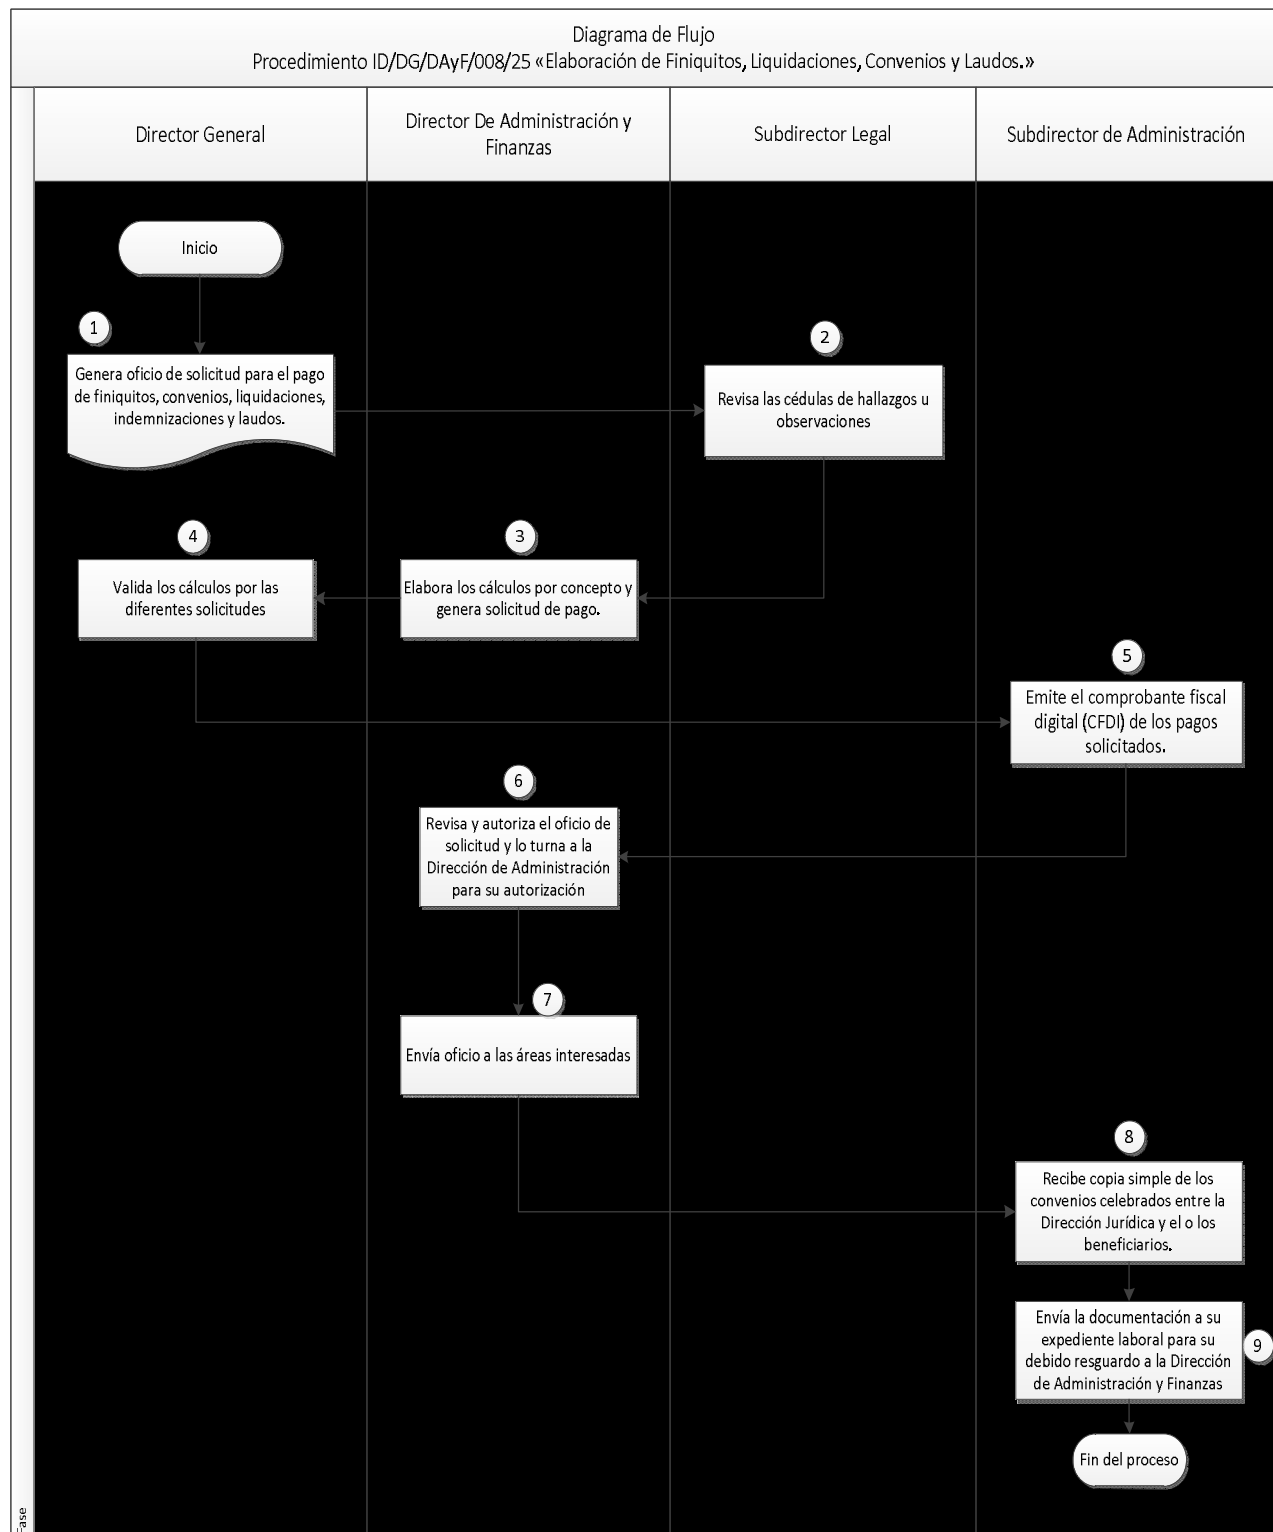 Diagrama de Flujo
Procedimiento ID/DG/DAyF/008/25 «Elaboración de Finiquitos, Liquidaciones, Convenios y Laudos.»
Director General
Director De Administración y
Finanzas
Subdirector Legal
Subdirector de Administración
Inicio
1
Genera oficio de solicitud para el pago
de finiquitos, convenios, liquidaciones,
indemnizaciones y laudos.
2
Revisa las cédulas de hallazgos u
observaciones
3
Elabora los cálculos por concepto y
genera solicitud de pago.
4
Valida los cálculos por las
diferentes solicitudes
5
Emite el comprobante fiscal
digital (CFDI) de los pagos
solicitados.
6
Revisa y autoriza el oficio de
solicitud y lo turna a la
Dirección de Administración
para su autorización
7
Envía oficio a las áreas interesadas
8
Recibe copia simple de los
convenios celebrados entre la
Dirección Jurídica y el o los
beneficiarios.
Envía la documentación a su
expediente laboral para su
debido resguardo a la Dirección
de Administración y Finanzas
9
Fin del proceso
Fase